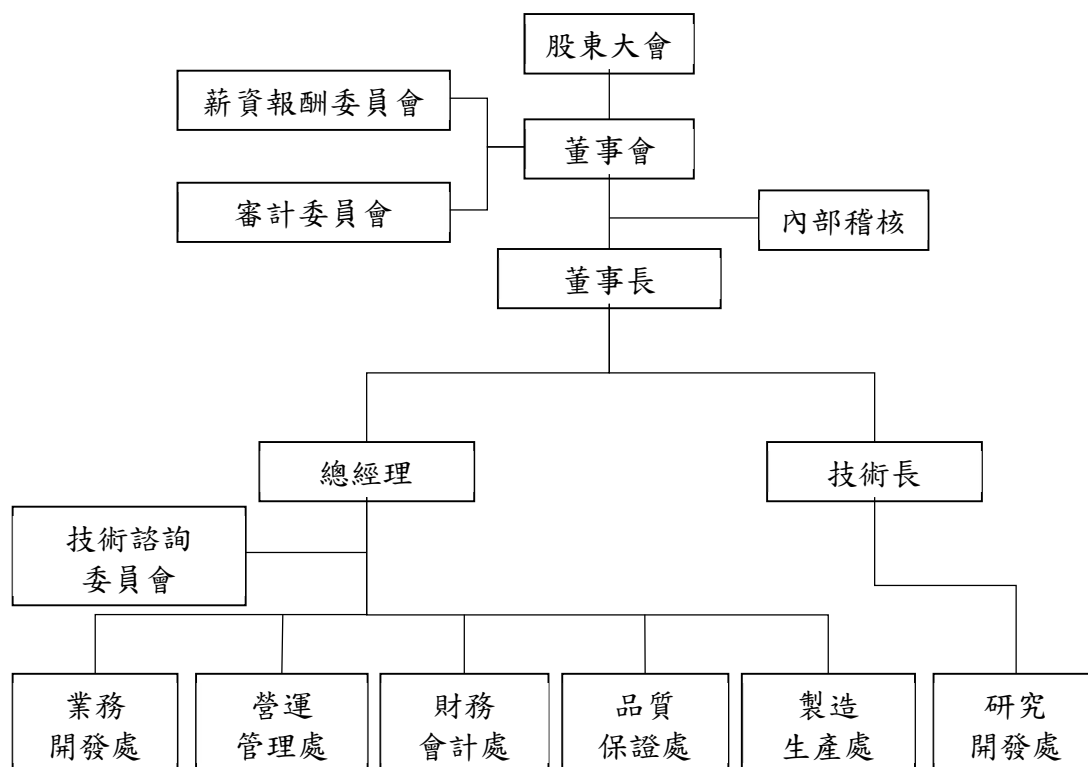 股東大會
薪資報酬委員會
董事會
審計委員會
內部稽核
董事長
總經理
技術長
技術諮詢
委員會
業務
開發處
營運
管理處
財務
會計處
品質
保證處
製造
生產處
研究
開發處